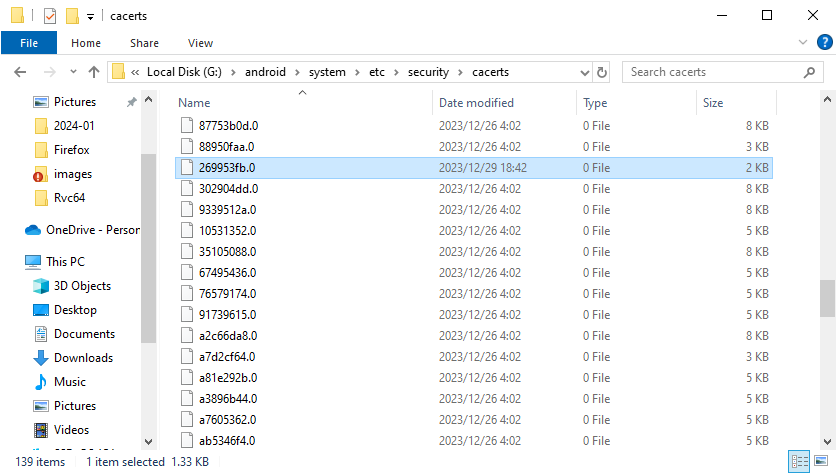 cacerts
File Home Share View
« Local Disk (G:) > android > system > etc > security > cacerts
Search cacerts
Pictures
2024-01
Firefox
images
Rvc64
OneDrive - Person
This PC
3D Objects
Desktop
Documents
Downloads
Music
Pictures
Videos
Name Date modified Type Size
87753b0d.0 2023/12/26 4:02 0 File 8 KB
88950faa.0 2023/12/26 4:02 0 File 3 KB
269953fb.0 2023/12/29 18:42 0 File 2 KB
302904dd.0 2023/12/26 4:02 0 File 8 KB
9339512a.0 2023/12/26 4:02 0 File 8 KB
10531352.0 2023/12/26 4:02 0 File 5 KB
35105088.0 2023/12/26 4:02 0 File 8 KB
67495436.0 2023/12/26 4:02 0 File 5 KB
76579174.0 2023/12/26 4:02 0 File 5 KB
91739615.0 2023/12/26 4:02 0 File 5 KB
a2c66da8.0 2023/12/26 4:02 0 File 8 KB
a7d2cf64.0 2023/12/26 4:02 0 File 3 KB
a81e292b.0 2023/12/26 4:02 0 File 5 KB
a3896b44.0 2023/12/26 4:02 0 File 5 KB
a7605362.0 2023/12/26 4:02 0 File 5 KB
ab5346f4.0 2023/12/26 4:02 0 File 5 KB
139 items 1 item selected 1.33 KB